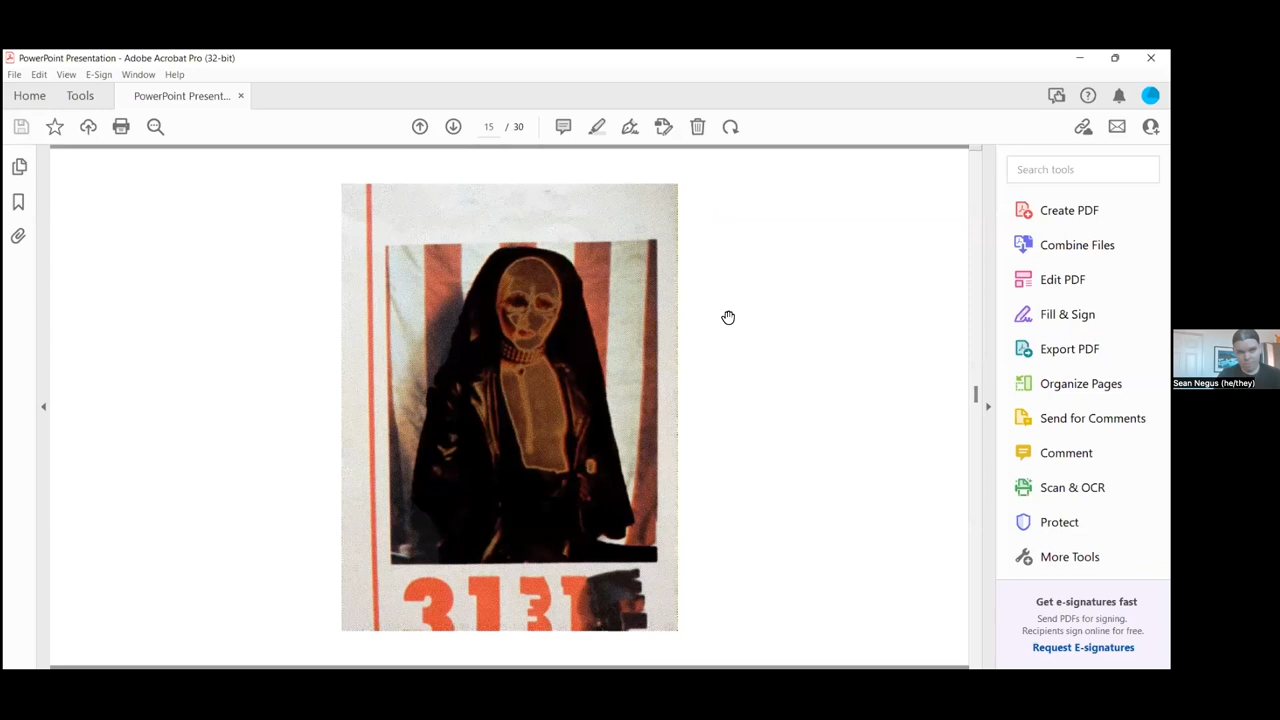 PowerPoint Presentation - Adobe Acrobat Pro (32-bit)
File Edit View E-Sign Window Help
Home Tools PowerPoint Present... ×
15 / 30
Search tools
Create PDF
Combine Files
Edit PDF
Fill & Sign
Export PDF
Organize Pages
Send for Comments
Comment
Scan & OCR
Protect
More Tools
Get e-signatures fast
Send PDFs for signing.
Recipients sign online for free.
Request E-signatures
Sean Negus (he/they)